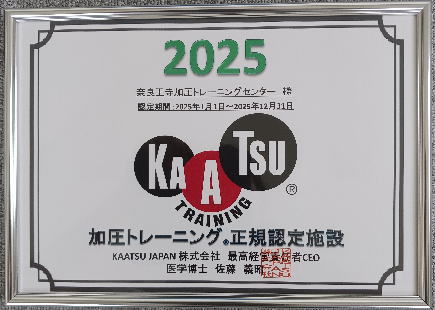 2025
奈良王寺加圧トレーニングセンター 様
認定期間：2025年1月1日～2025年12月31日
KAATSU
TRAINING
®
加圧トレーニング®正規認定施設
KAATSU JAPAN 株式会社 最高経営責任者CEO
医学博士 佐藤 義昭